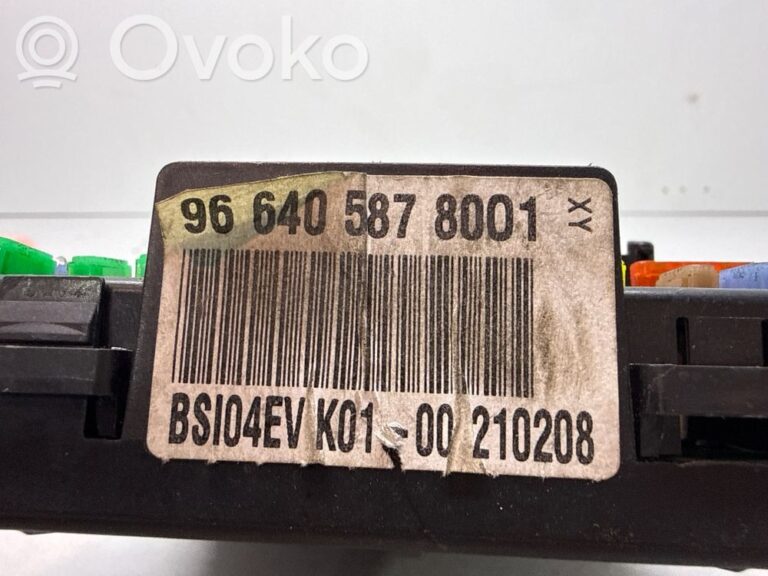 Ovoko
96 640 587 8001
XY
BSI04EV K01-00 210208